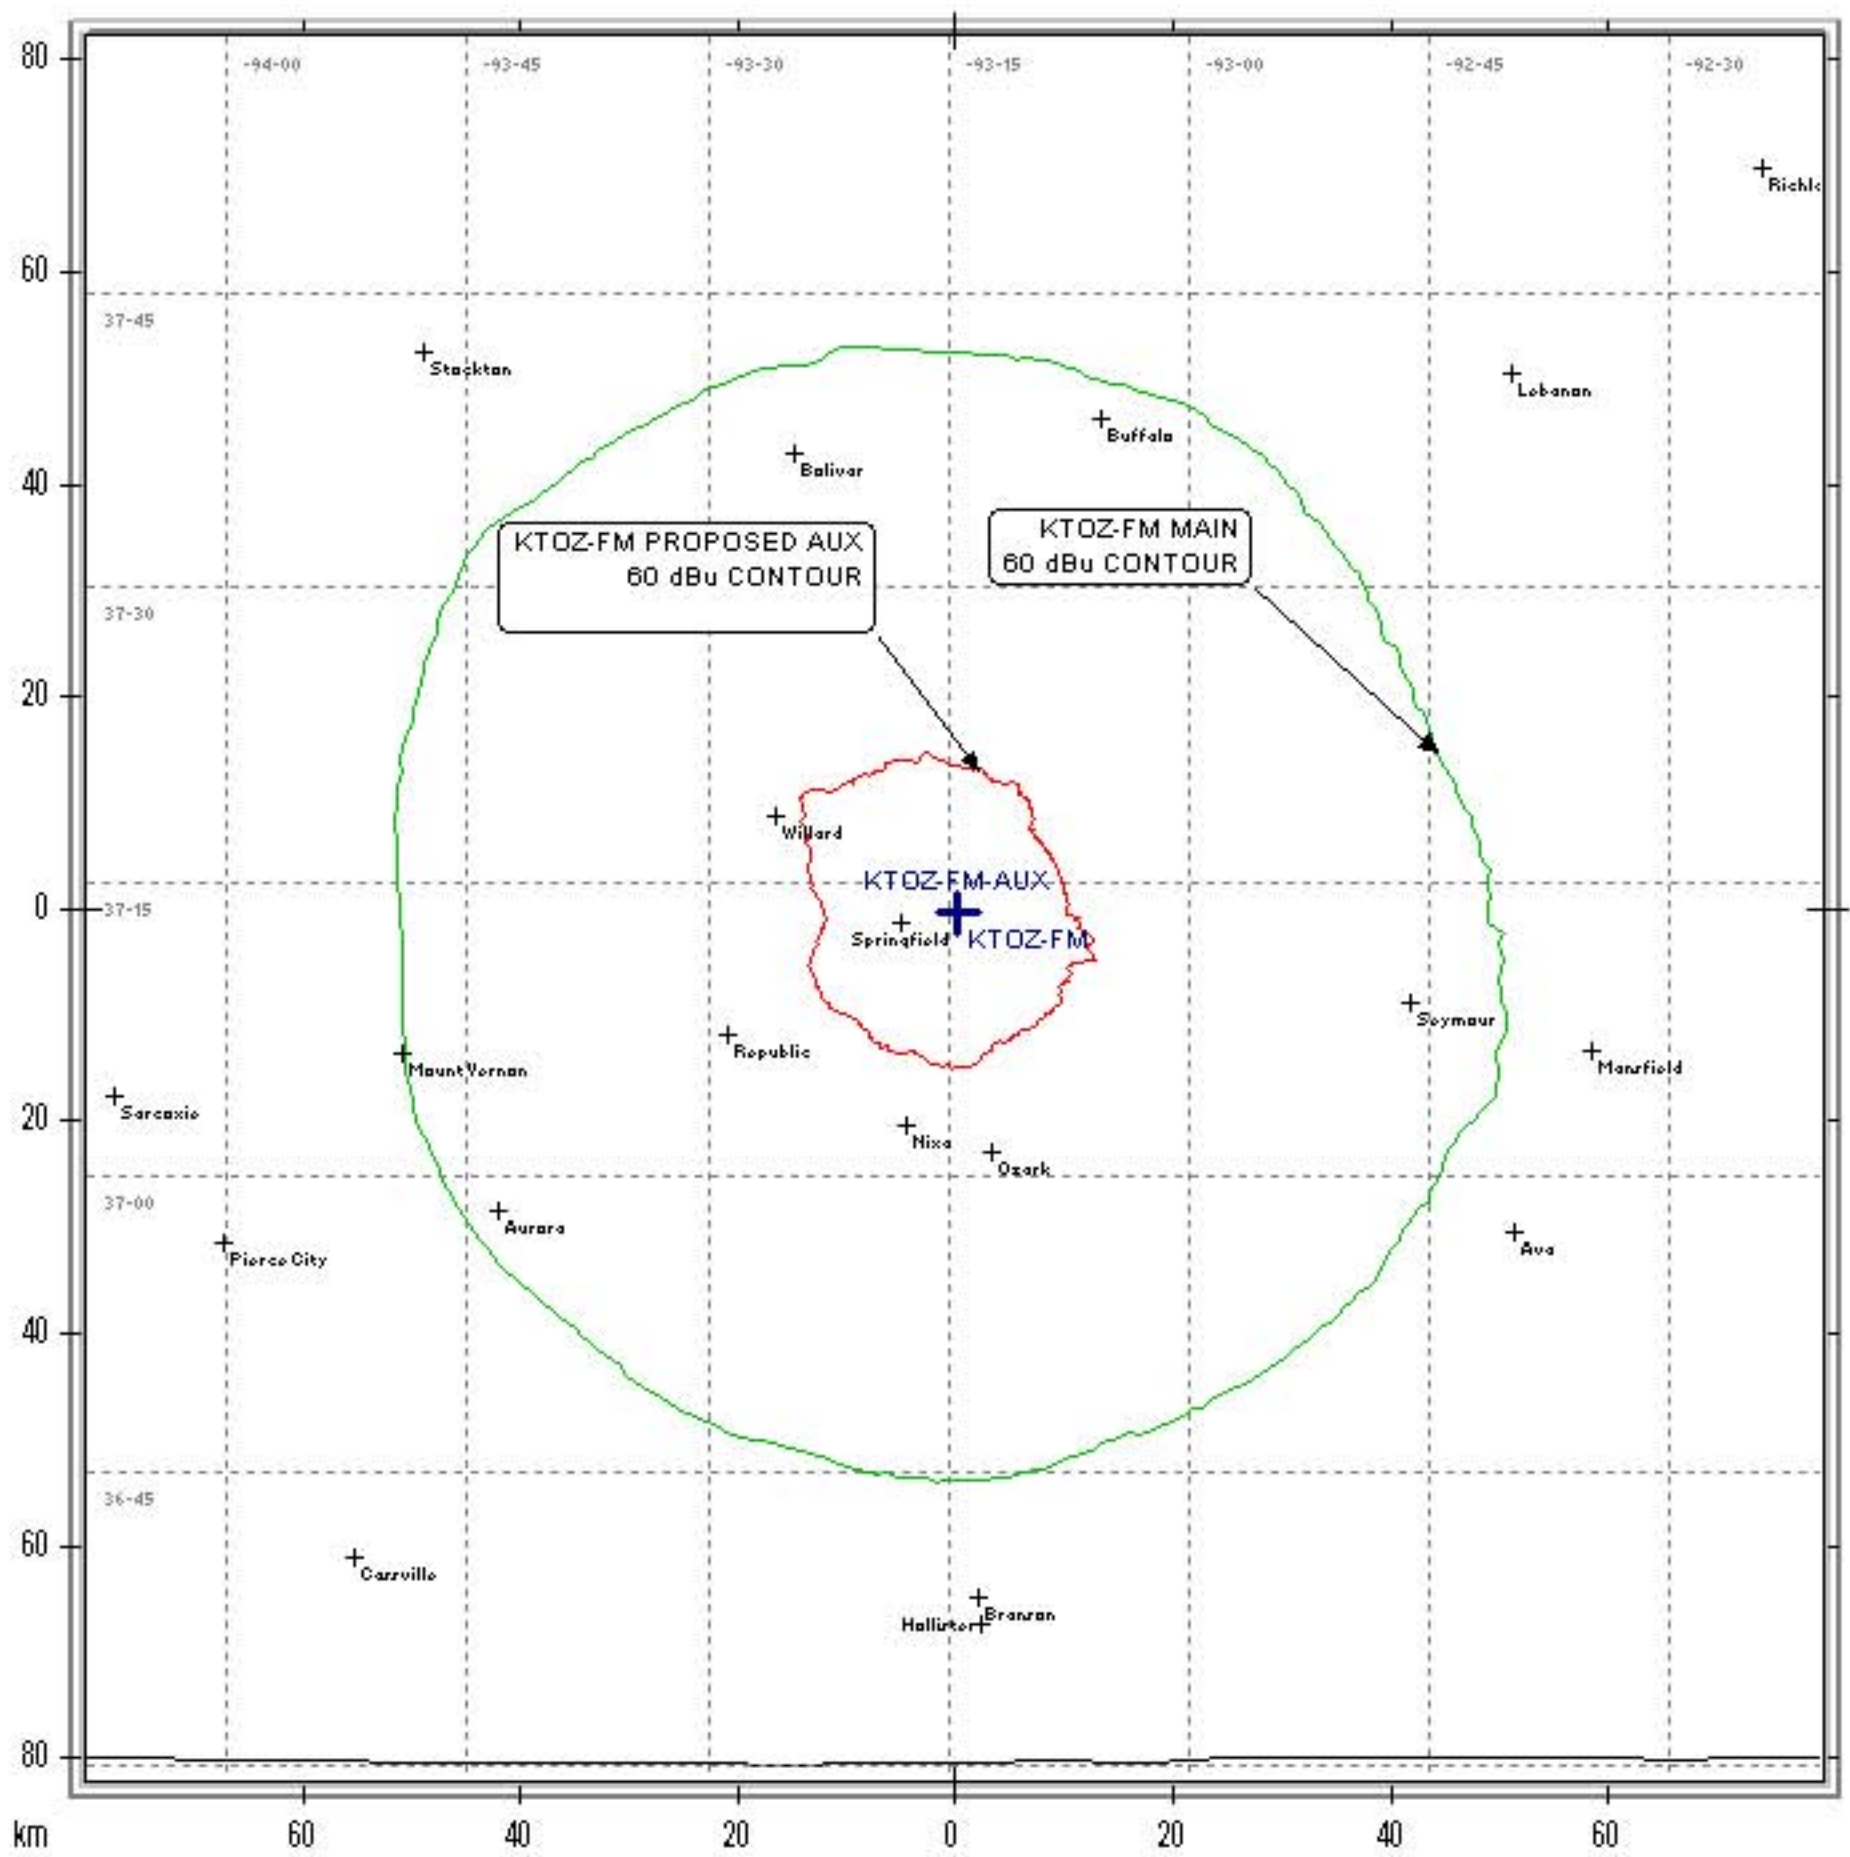 80
-94-00 -93-45 -93-30 -93-15 -93-00 -92-45 -92-30
60
37-45
Stockton
Lebanon
Buffalo
Bolivar
40
KTOZ-FM PROPOSED AUX
60 dBu CONTOUR
KTOZ-FM MAIN
60 dBu CONTOUR
37-30
20
Willard
KTOZ-FM-AUX
0
37-15
Springfield
KTOZ-FM
Seymour
Republic
Mount Vernon
Mansfield
Sarcoxie
20
Nixa
Ozark
37-00
Aurora
Pierce City
Ava
40
36-45
60
Cassville
Branson
Hollister
80
km 60 40 20 0 20 40 60